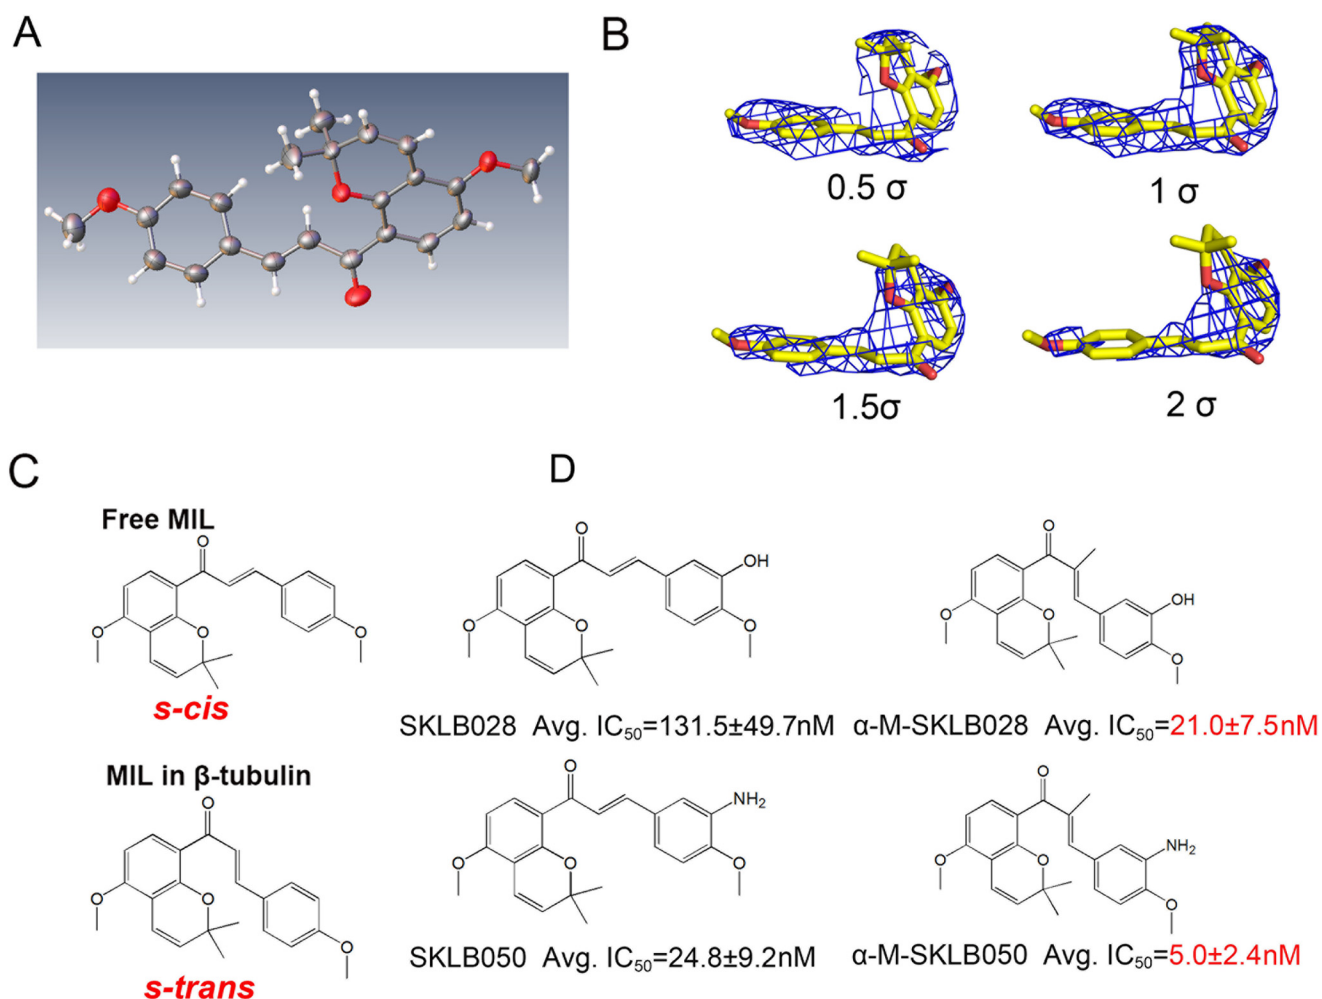 A
B
0.5 σ
1 σ
1.5σ
2 σ
C
D
Free MIL
O
O
O
O
s-cis
O
OH
O
O
O
SKLB028 Avg. IC₅₀=131.5±49.7nM
O
OH
O
O
O
α-M-SKLB028 Avg. IC₅₀=21.0±7.5nM
MIL in β-tubulin
O
O
O
O
s-trans
O
NH₂
O
O
O
SKLB050 Avg. IC₅₀=24.8±9.2nM
O
NH₂
O
O
O
α-M-SKLB050 Avg. IC₅₀=5.0±2.4nM